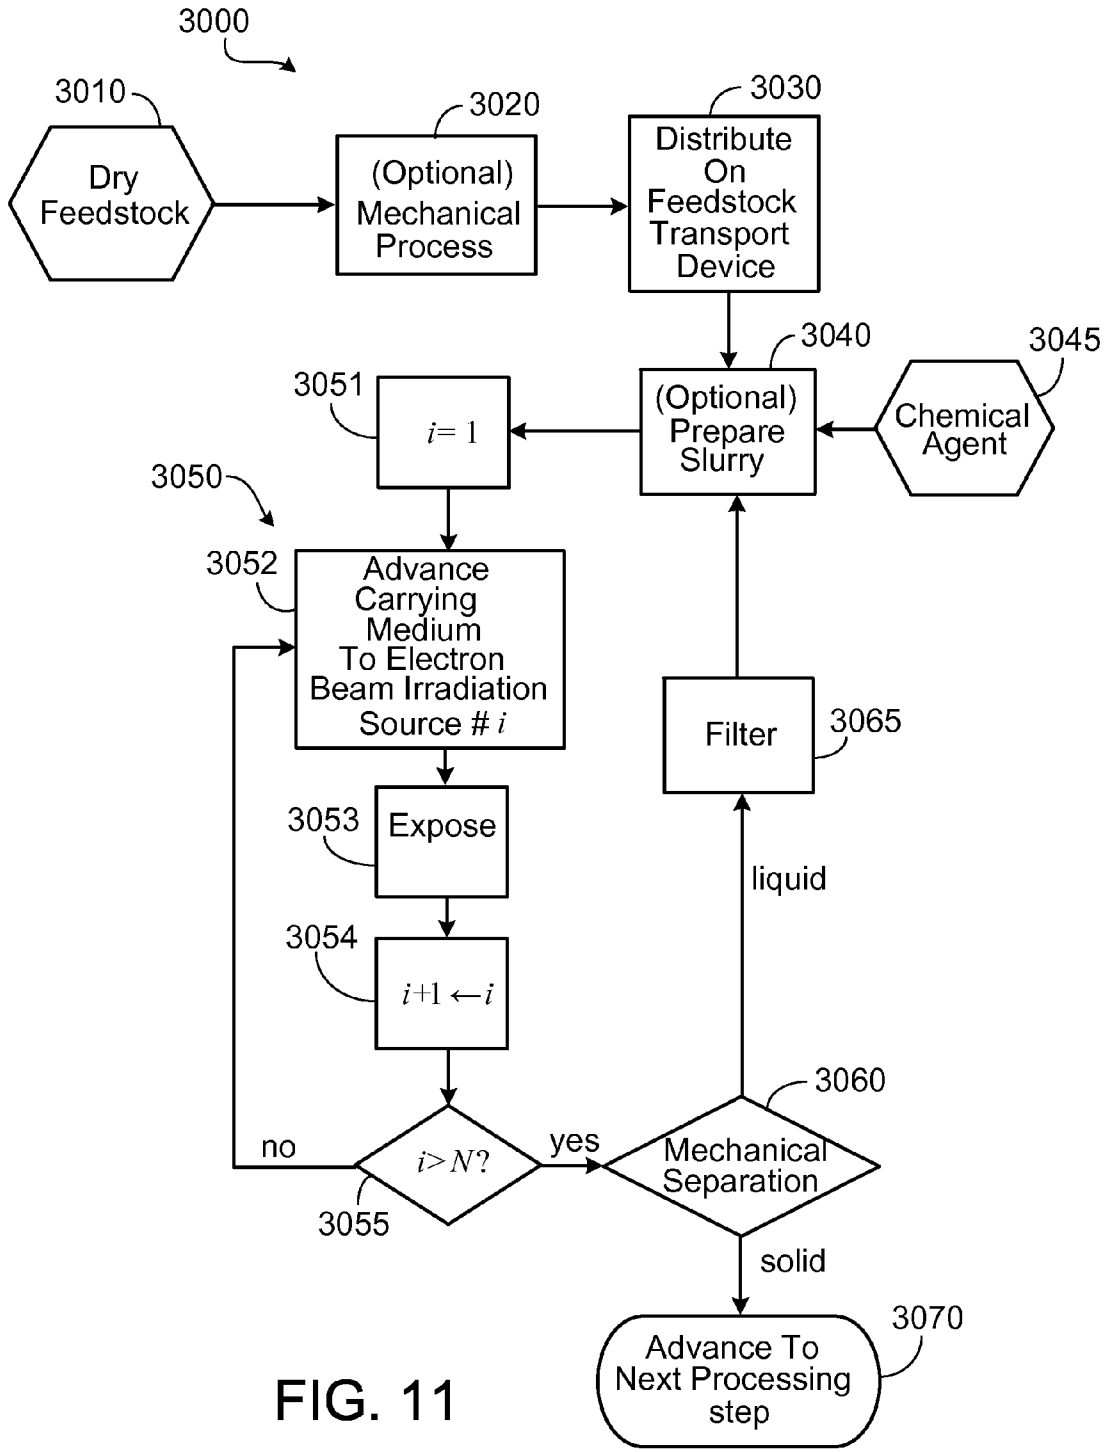 3000
3010
Dry
Feedstock
3020
(Optional)
Mechanical
Process
3030
Distribute
On
Feedstock
Transport
Device
3040
(Optional)
Prepare
Slurry
3045
Chemical
Agent
3051
i= 1
3050
3052
Advance
Carrying
Medium
To Electron
Beam Irradiation
Source # i
3053
Expose
3054
i+1 ←i
i>N?
3055
no
yes
3060
Mechanical
Separation
liquid
Filter
3065
solid
3070
Advance To
Next Processing
step
FIG. 11